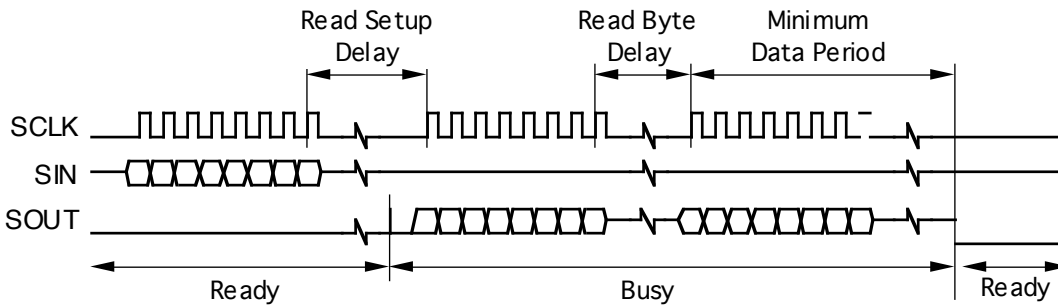 Read Setup
Delay
Read Byte
Delay
Minimum
Data Period
SCLK
SIN
SOUT
Ready
Busy
Ready